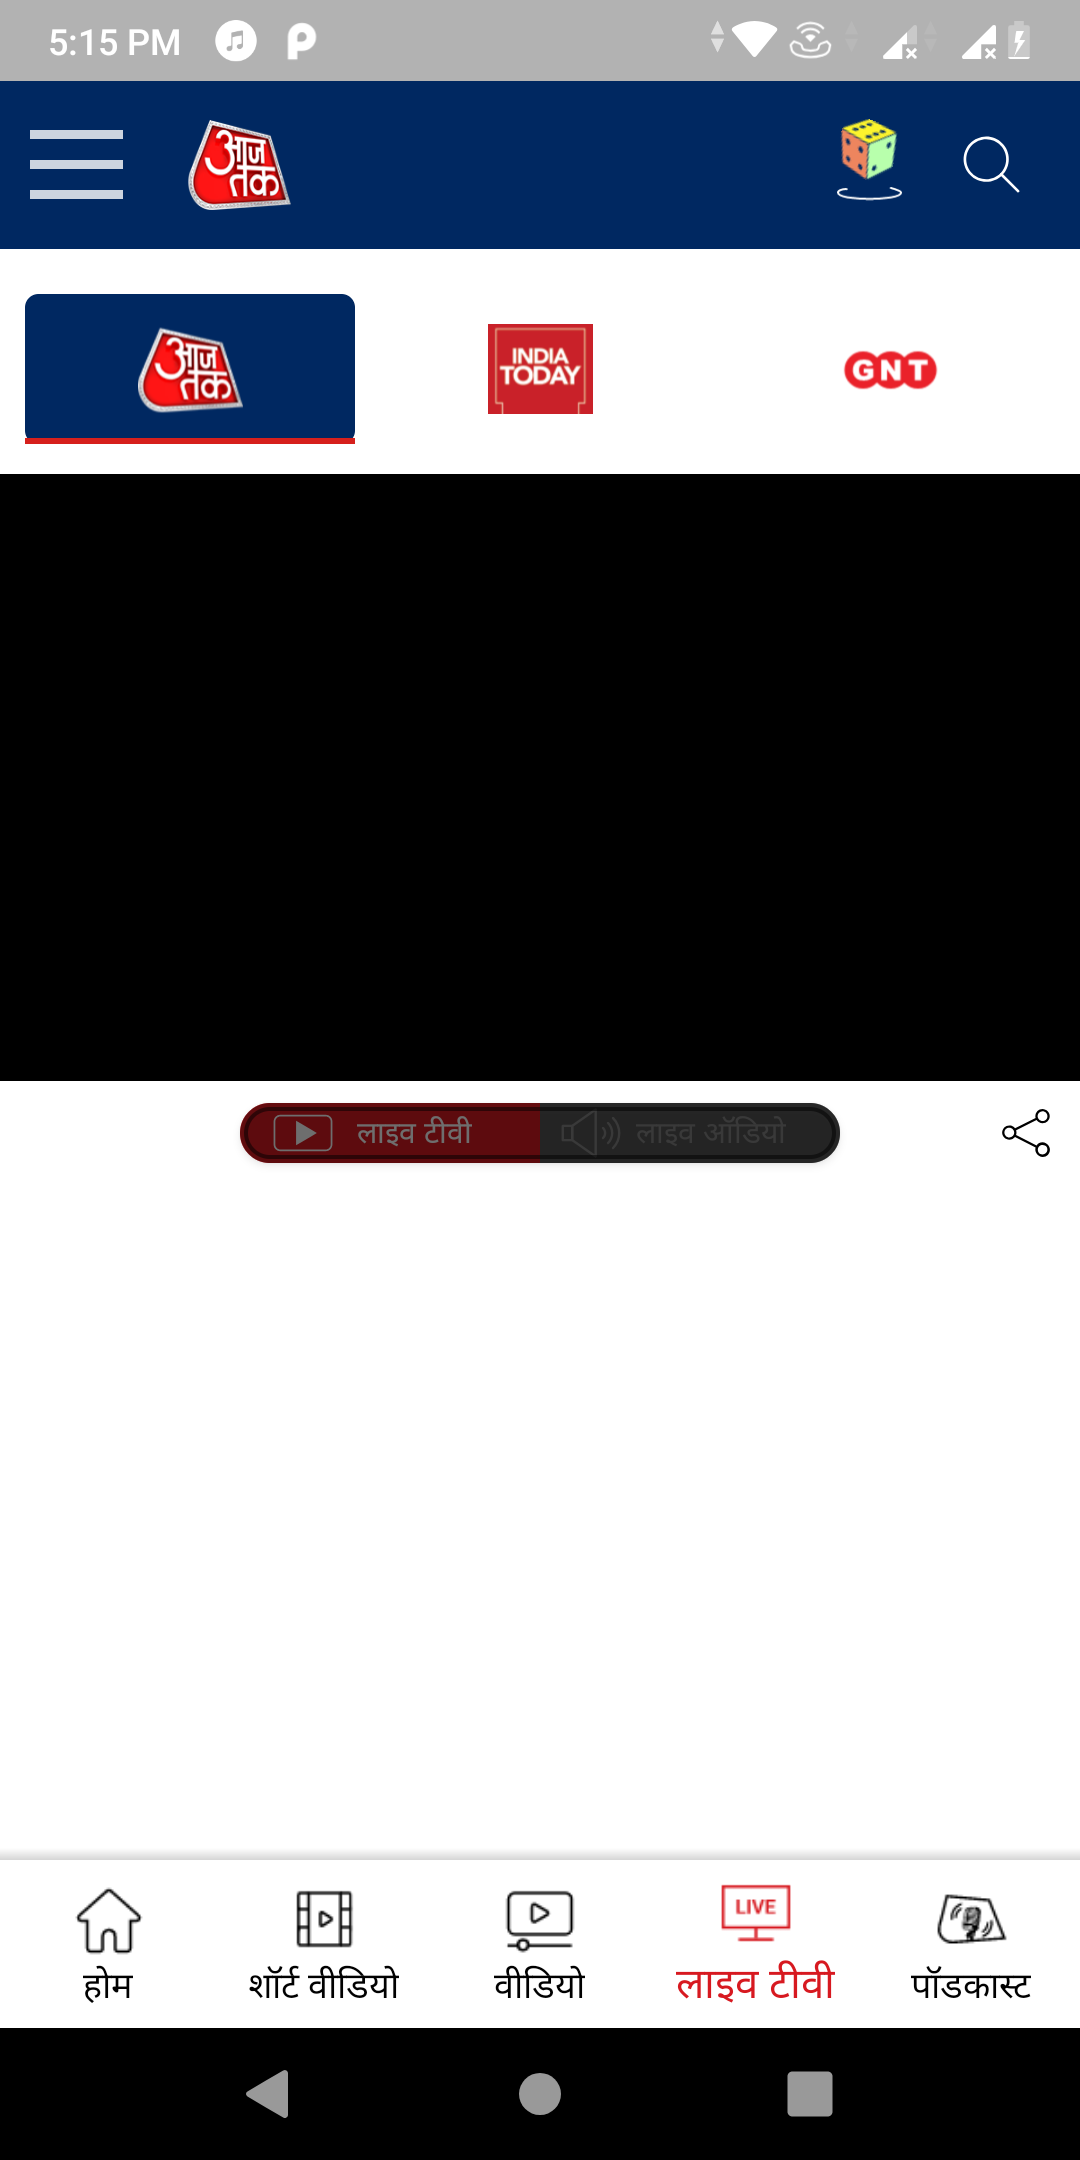 5:15 PM
आज तक
आज तक
INDIA TODAY
GNT
लाइव टीवी
लाइव ऑडियो
LIVE
होम
शॉर्ट वीडियो
वीडियो
लाइव टीवी
पॉडकास्ट